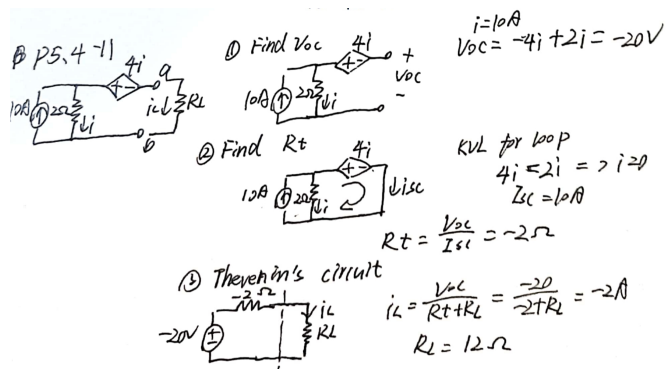 P5.4-11
4i
a
10A
2Ω
i
iL
RL
b
① Find Voc
4i
+
Voc
-
10A
2Ω
i
i=10A
Voc = -4i + 2i = -20V
② Find Rt
4i
10A
2Ω
i
isc
KVL for loop
4i = 2i => i=0
Isc = 10A
Rt = Voc / Isc = -2Ω
③ Thevenin's circuit
-2Ω
-20V
iL
RL
iL = Voc / Rt+RL = -20 / -2+RL = -2A
RL = 12Ω